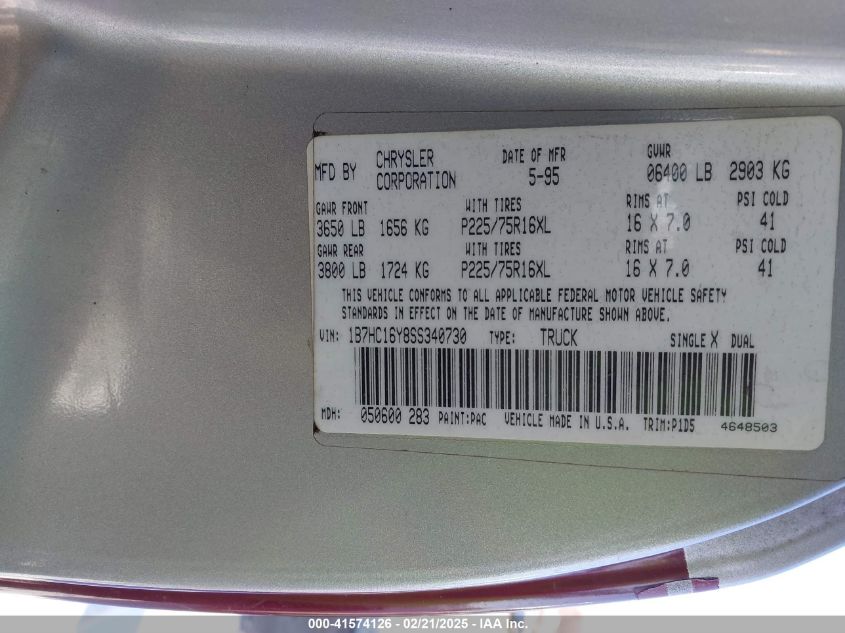 MFD BY CHRYSLER CORPORATION DATE OF MFR 5-95 GVWR 06400 LB 2903 KG
GAWR FRONT WITH TIRES RIMS AT PSI COLD
3650 LB 1656 KG P225/75R16XL 16 X 7.0 41
GAWR REAR WITH TIRES RIMS AT PSI COLD
3800 LB 1724 KG P225/75R16XL 16 X 7.0 41
THIS VEHICLE CONFORMS TO ALL APPLICABLE FEDERAL MOTOR VEHICLE SAFETY
STANDARDS IN EFFECT ON THE DATE OF MANUFACTURE SHOWN ABOVE.
VIN: 1B7HC16Y8SS340730 TYPE: TRUCK SINGLE X DUAL
MDH: 050600 283 PAINT:PAC VEHICLE MADE IN U.S.A. TRIM:P1D5 4648503
000-41574126 - 02/21/2025 - IAA Inc.